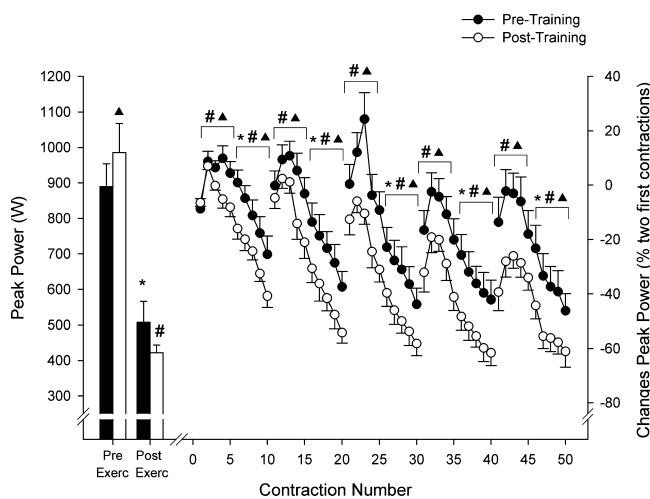 Pre-Training
Post-Training
1200
1100
1000
900
800
700
600
500
400
300
Peak Power (W)
40
20
0
-20
-40
-60
-80
Changes Peak Power (% two first contractions)
▲
*
#
# ▲
* # ▲
# ▲
* # ▲
# ▲
* # ▲
# ▲
* # ▲
# ▲
* # ▲
Pre Exerc
Post Exerc
0 5 10 15 20 25 30 35 40 45 50
Contraction Number